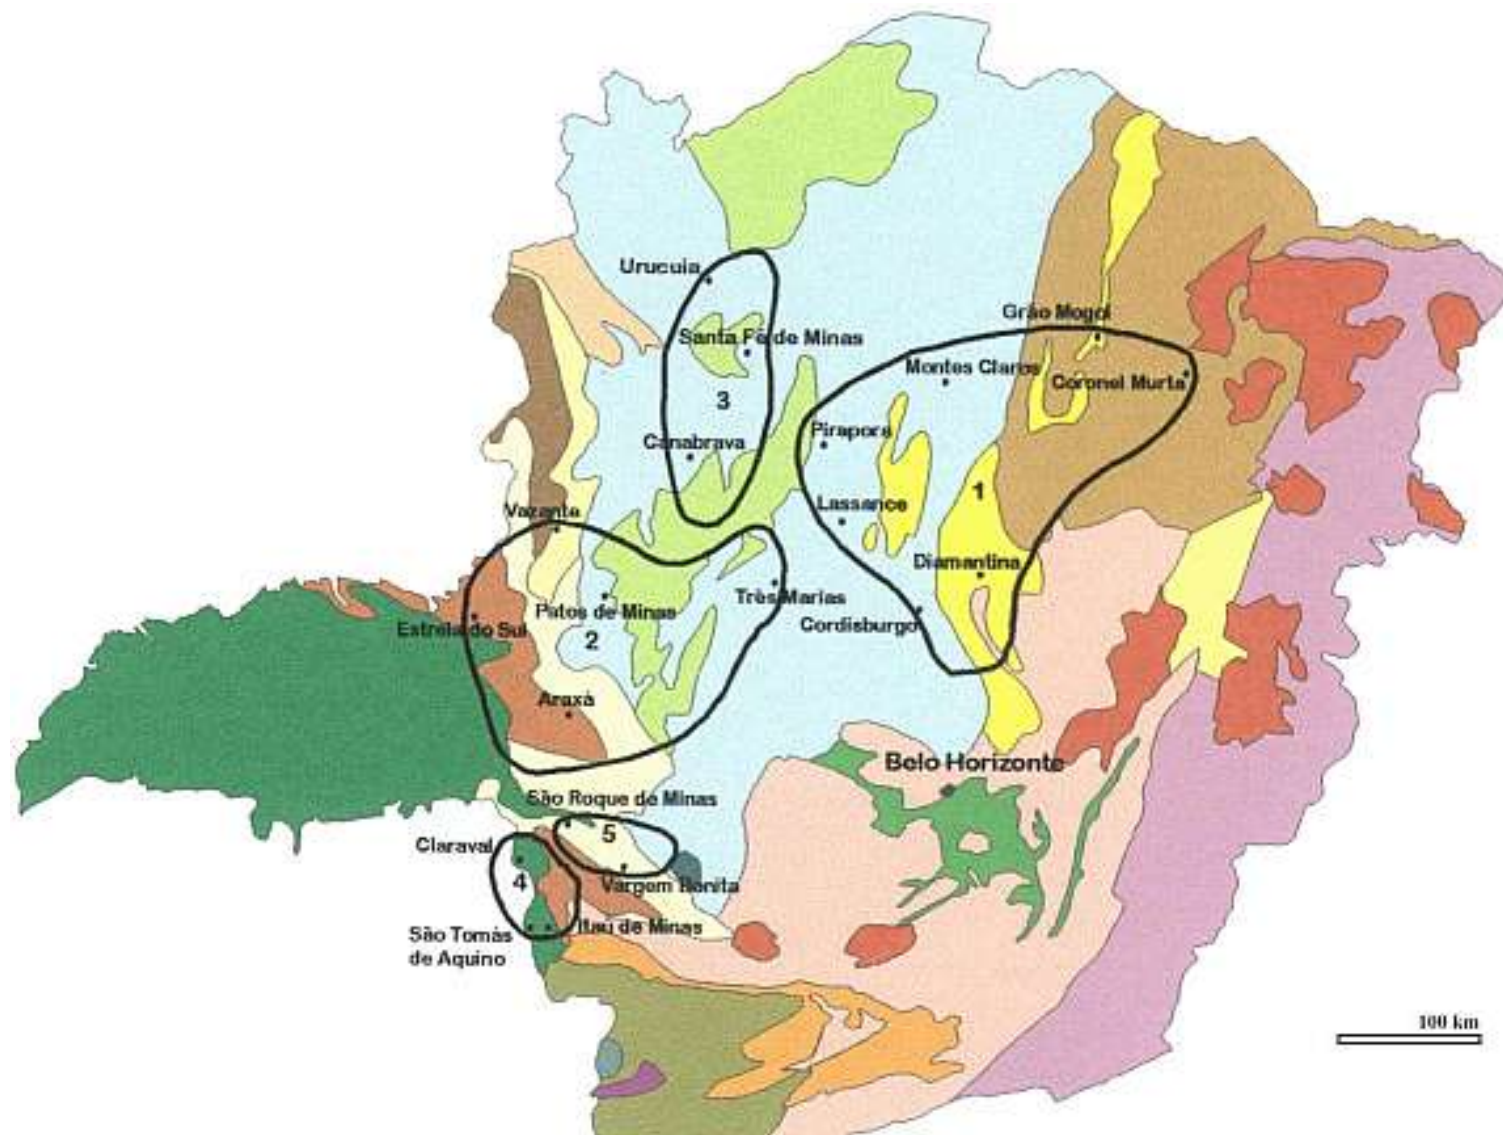 Urucuia
Grão Mogol
Santa Fé de Minas
Montes Claros
Coronel Murta
3
Pirapora
Canabrava
1
Lassance
Vazante
Diamantina
Três Marias
Patos de Minas
Cordisburgo
Estrela do Sul
2
Araxá
Belo Horizonte
São Roque de Minas
5
Claraval
4
Vargem Bonita
Itaú de Minas
São Tomás
de Aquino
100 km